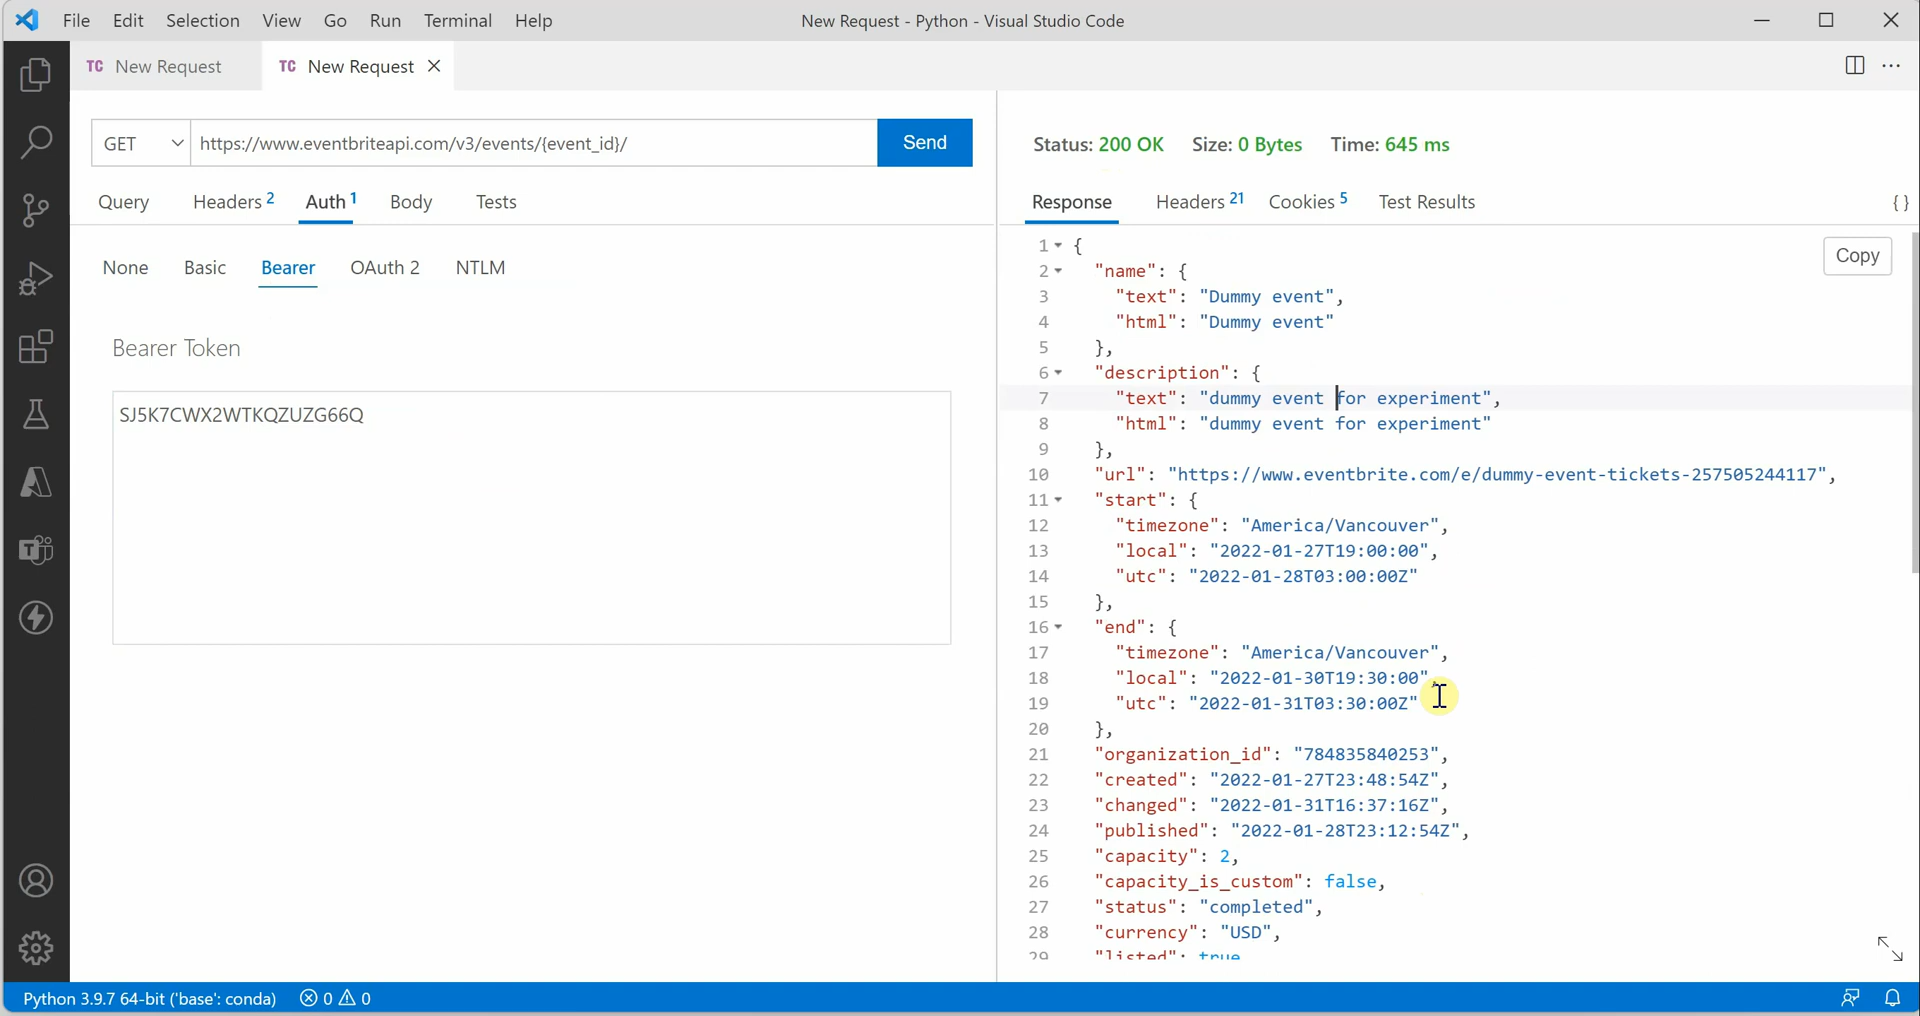 File Edit Selection View Go Run Terminal Help
New Request - Python - Visual Studio Code
TC New Request
TC New Request
GET https://www.eventbriteapi.com/v3/events/{event_id}/ Send
Query Headers 2 Auth 1 Body Tests
None Basic Bearer OAuth 2 NTLM
Bearer Token
SJ5K7CWX2WTKQZUZG66Q
Status: 200 OK Size: 0 Bytes Time: 645 ms
Response Headers 21 Cookies 5 Test Results {}
Copy
1 {
2 "name": {
3 "text": "Dummy event",
4 "html": "Dummy event"
5 },
6 "description": {
7 "text": "dummy event for experiment",
8 "html": "dummy event for experiment"
9 },
10 "url": "https://www.eventbrite.com/e/dummy-event-tickets-257505244117",
11 "start": {
12 "timezone": "America/Vancouver",
13 "local": "2022-01-27T19:00:00",
14 "utc": "2022-01-28T03:00:00Z"
15 },
16 "end": {
17 "timezone": "America/Vancouver",
18 "local": "2022-01-30T19:30:00",
19 "utc": "2022-01-31T03:30:00Z"
20 },
21 "organization_id": "784835840253",
22 "created": "2022-01-27T23:48:54Z",
23 "changed": "2022-01-31T16:37:16Z",
24 "published": "2022-01-28T23:12:54Z",
25 "capacity": 2,
26 "capacity_is_custom": false,
27 "status": "completed",
28 "currency": "USD",
29 "listed": true
Python 3.9.7 64-bit ('base': conda) 0 0